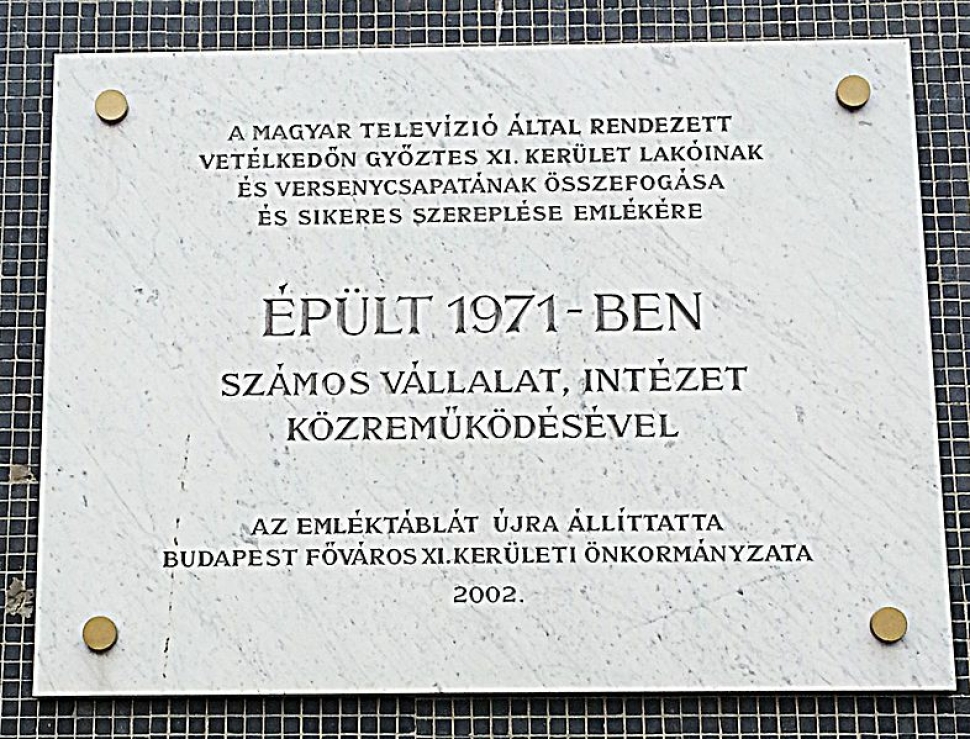 A MAGYAR TELEVÍZIÓ ÁLTAL RENDEZETT
VETÉLKEDŐN GYŐZTES XI. KERÜLET LAKÓINAK
ÉS VERSENYCSAPATÁNAK ÖSSZEFOGÁSA
ÉS SIKERES SZEREPLÉSE EMLÉKÉRE
ÉPÜLT 1971-BEN
SZÁMOS VÁLLALAT, INTÉZET
KÖZREMŰKÖDÉSÉVEL
AZ EMLÉKTÁBLÁT ÚJRA ÁLLÍTTATTA
BUDAPEST FŐVÁROS XI. KERÜLETI ÖNKORMÁNYZATA
2002.